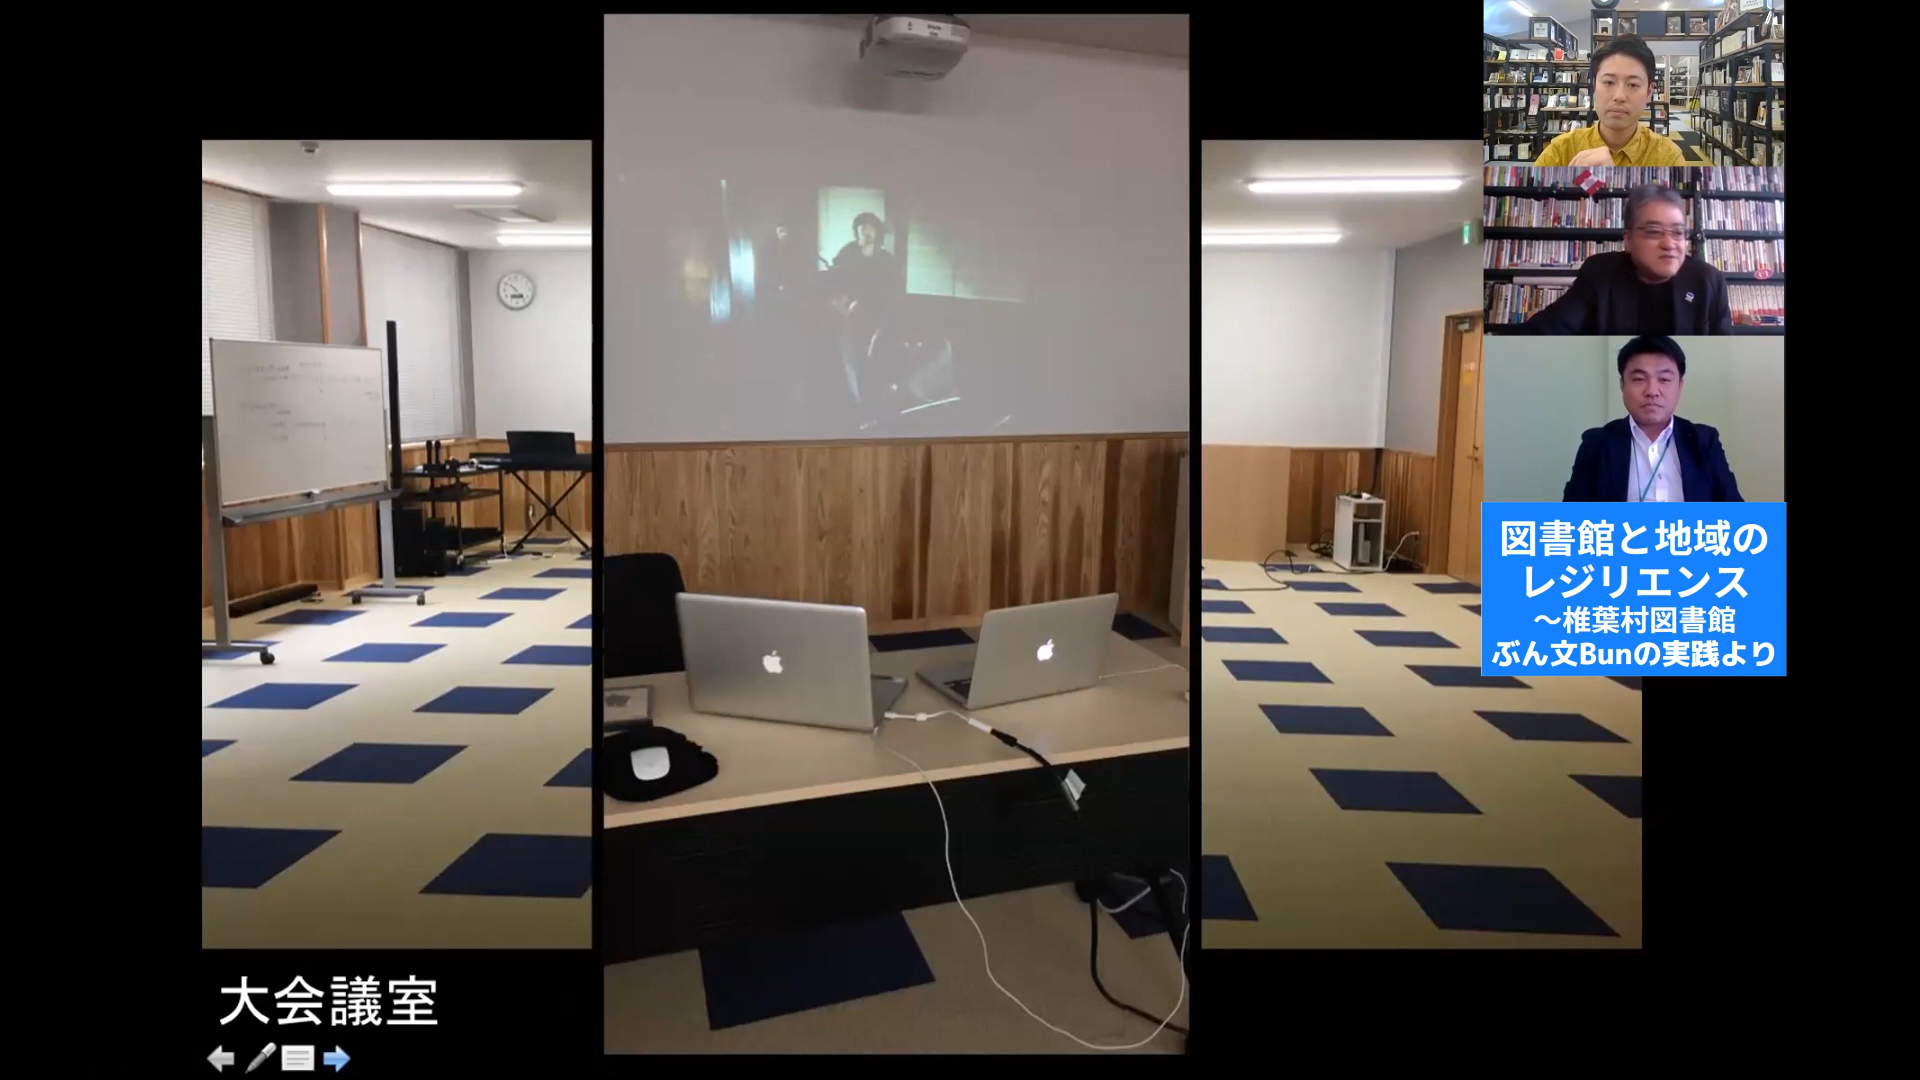 図書館と地域の
レジリエンス
～椎葉村図書館
ぶん文Bunの実践より
大会議室